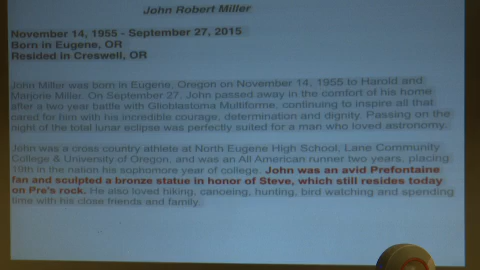 John Robert Miller
November 14, 1955 - September 27, 2015
Born in Eugene, OR
Resided in Creswell, OR
John Miller was born in Eugene, Oregon on November 14, 1955 to Harold and
Marjorie Miller. On September 27, John passed away in the comfort of his home
after a two year battle with Glioblastoma Multiforme, continuing to inspire all that
cared for him with his incredible courage, determination and dignity. Passing on the
night of the total lunar eclipse was perfectly suited for a man who loved astronomy.
John was a cross country athlete at North Eugene High School, Lane Community
College & University of Oregon, and was an All American runner two years, placing
19th in the nation his sophomore year of college. John was an avid Prefontaine
fan and sculpted a bronze statue in honor of Steve, which still resides today
on Pre's rock. He also loved hiking, canoeing, hunting, bird watching and spending
time with his close friends and family.